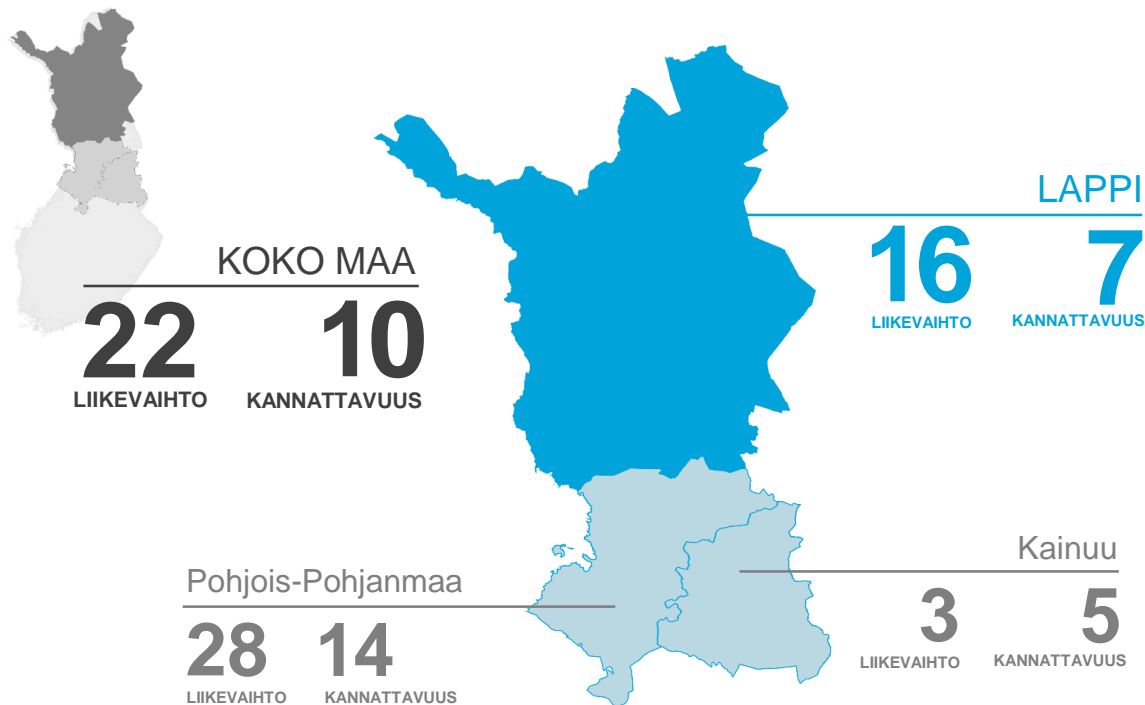 LAPPI
16 7
LIIKEVAIHTO KANNATTAVUUS
KOKO MAA
22 10
LIIKEVAIHTO KANNATTAVUUS
Kainuu
3 5
LIIKEVAIHTO KANNATTAVUUS
Pohjois-Pohjanmaa
28 14
LIIKEVAIHTO KANNATTAVUUS